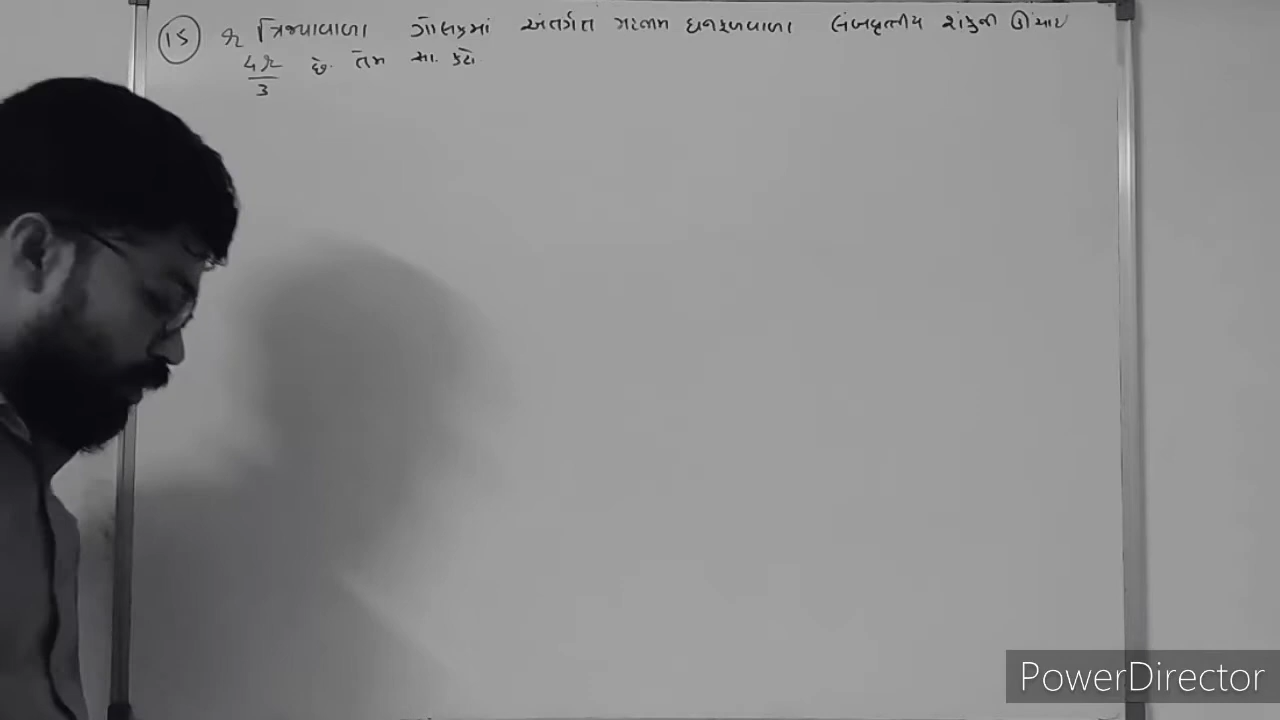 15 r ત્રિજ્યાવાળા ગોલકમાં અંતર્ગત મહત્તમ ઘનફળવાળા લંબવૃત્તીય શંકુની ઊંચાઇ
4r/3 છે. તેમ સા. કરો.
PowerDirector